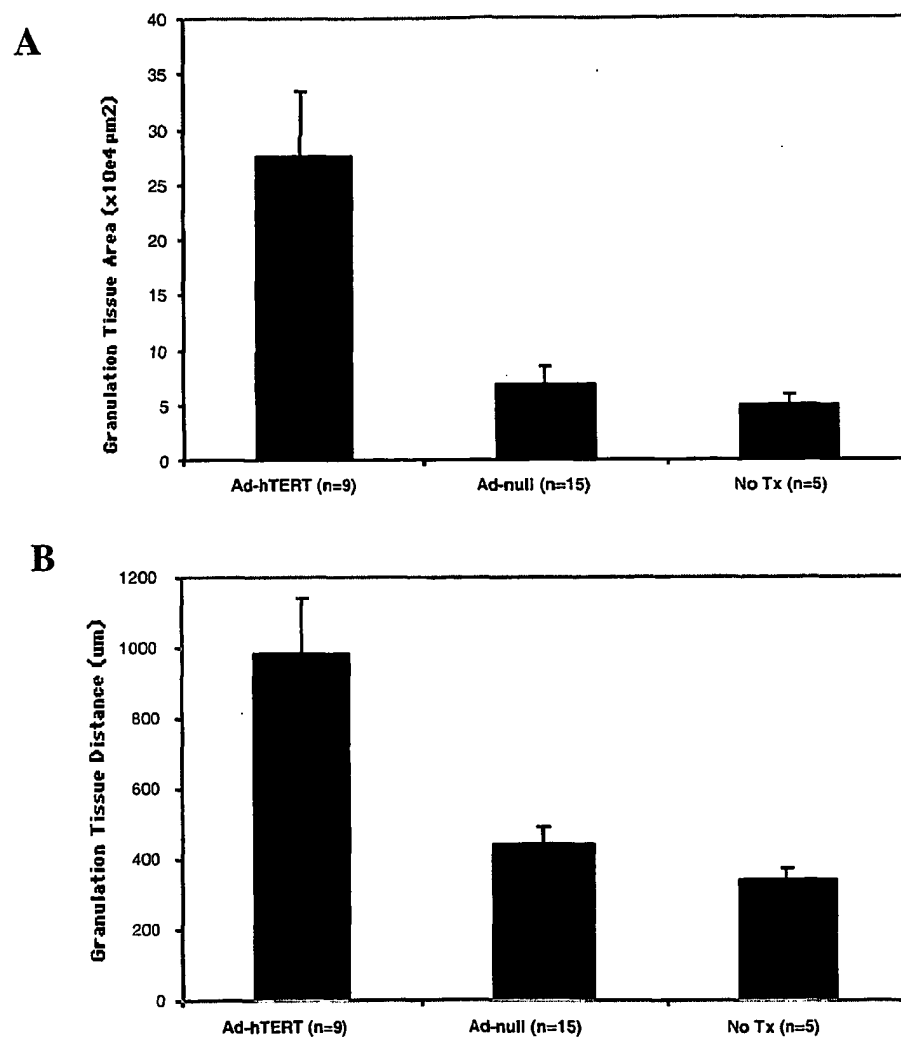 A
Granulation Tissue Area (x10e4 µm2)
40
35
30
25
20
15
10
5
0
Ad-hTERT (n=9)
Ad-null (n=15)
No Tx (n=5)
B
Granulation Tissue Distance (um)
1200
1000
800
600
400
200
0
Ad-hTERT (n=9)
Ad-null (n=15)
No Tx (n=5)